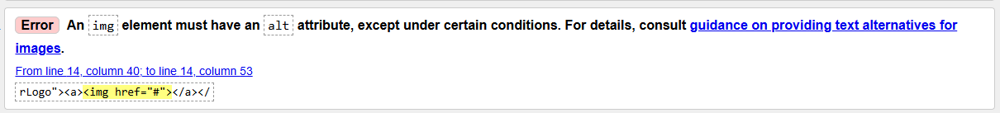 Error An img element must have an alt attribute, except under certain conditions. For details, consult guidance on providing text alternatives for
images.
From line 14, column 40; to line 14, column 53
rLogo"><a><img href="#"></a></